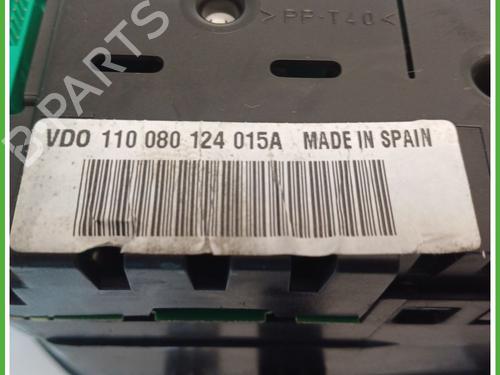 >PP-T40<
B-PARTS
VDO 110 080 124 015A MADE IN SPAIN